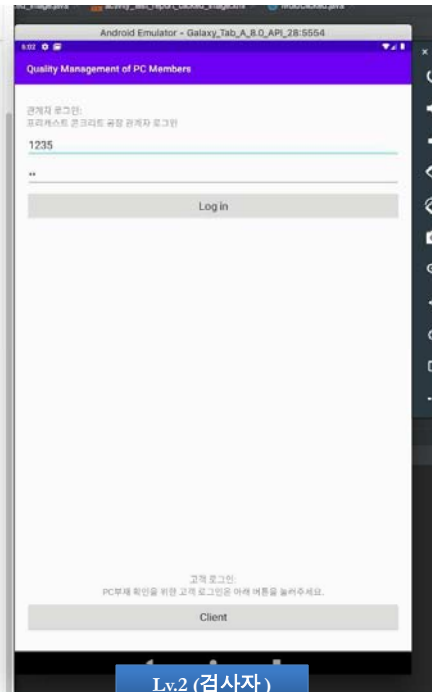 Android Emulator - Galaxy_Tab_A_8.0_API_28:5554
6:02
Quality Management of PC Members
관계자 로그인:
프리캐스트 콘크리트 공장 관계자 로그인
1235
••
Log in
고객 로그인:
PC부재 확인을 위한 고객 로그인은 아래 버튼을 눌러주세요.
Client
Lv.2 (검사자)